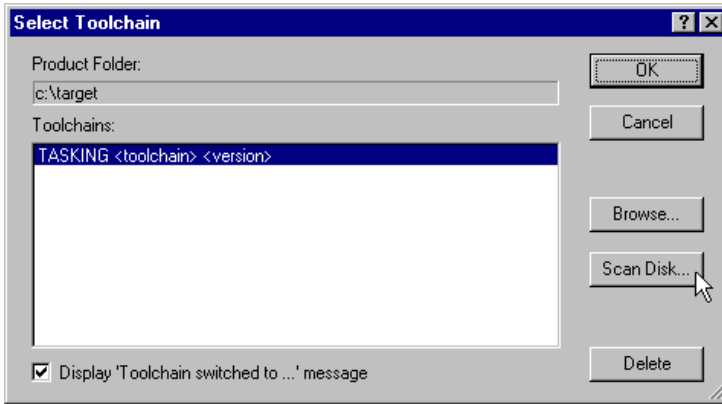 Select Toolchain
Product Folder:
c:\target
Toolchains:
TASKING <toolchain> <version>
Display 'Toolchain switched to ...' message
OK
Cancel
Browse...
Scan Disk...
Delete